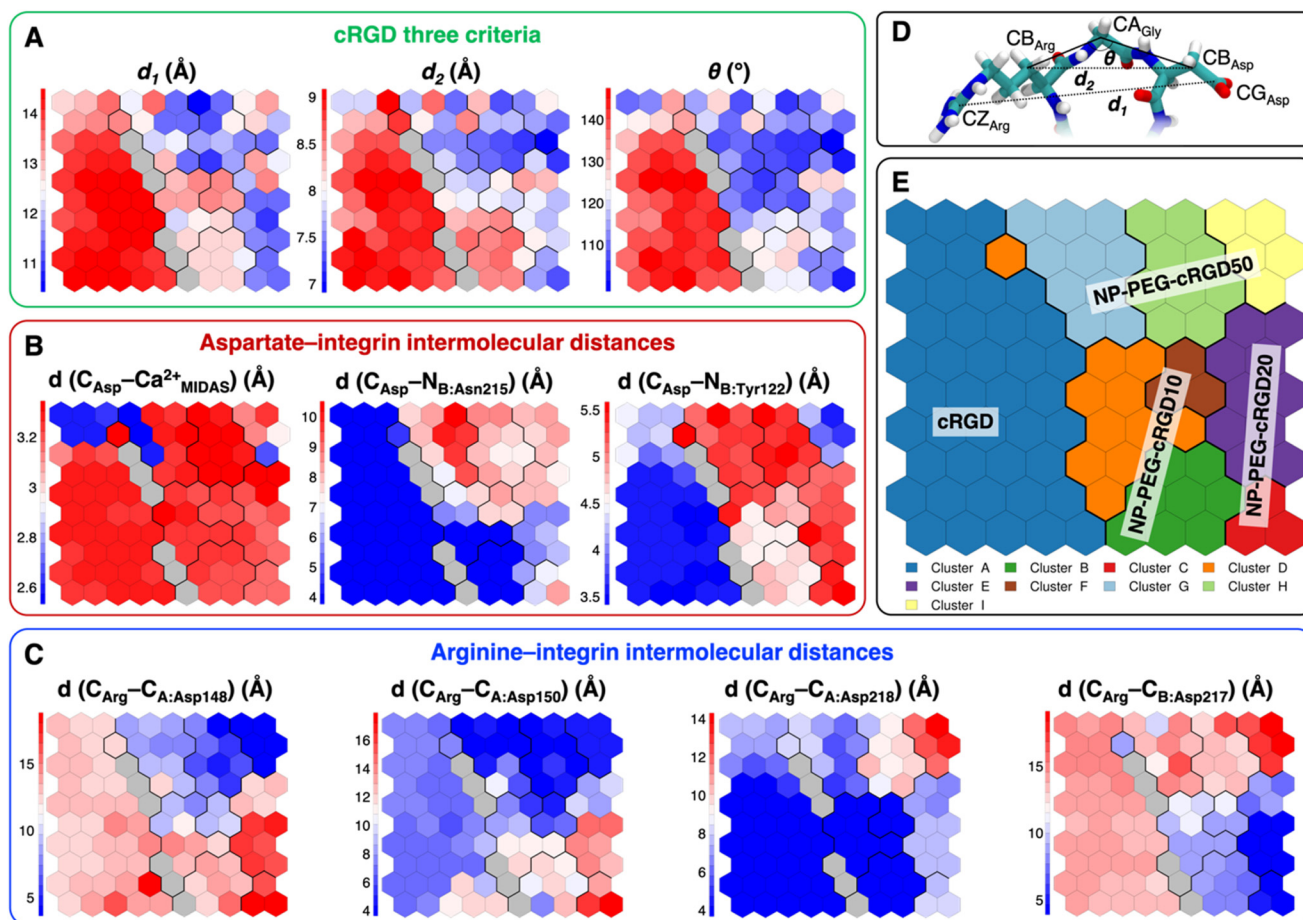 A
cRGD three criteria
d1 (Å)
d2 (Å)
θ (°)
14
13
12
11
9
8.5
8
7.5
7
140
130
120
110
B
Aspartate–integrin intermolecular distances
d (CAsp–Ca2+MIDAS) (Å)
d (CAsp–NB:Asn215) (Å)
d (CAsp–NB:Tyr122) (Å)
3.2
3
2.8
2.6
10
9
8
7
6
5
4
5.5
5
4.5
4
3.5
C
Arginine–integrin intermolecular distances
d (CArg–CA:Asp148) (Å)
d (CArg–CA:Asp150) (Å)
d (CArg–CA:Asp218) (Å)
d (CArg–CB:Asp217) (Å)
15
10
5
16
14
12
10
8
6
4
14
12
10
8
6
4
15
10
5
D
CAGly
CBArg
CBAsp
θ
d2
d1
CGAsp
CZArg
E
NP-PEG-cRGD50
cRGD
NP-PEG-cRGD10
NP-PEG-cRGD20
Cluster A
Cluster B
Cluster C
Cluster D
Cluster E
Cluster F
Cluster G
Cluster H
Cluster I